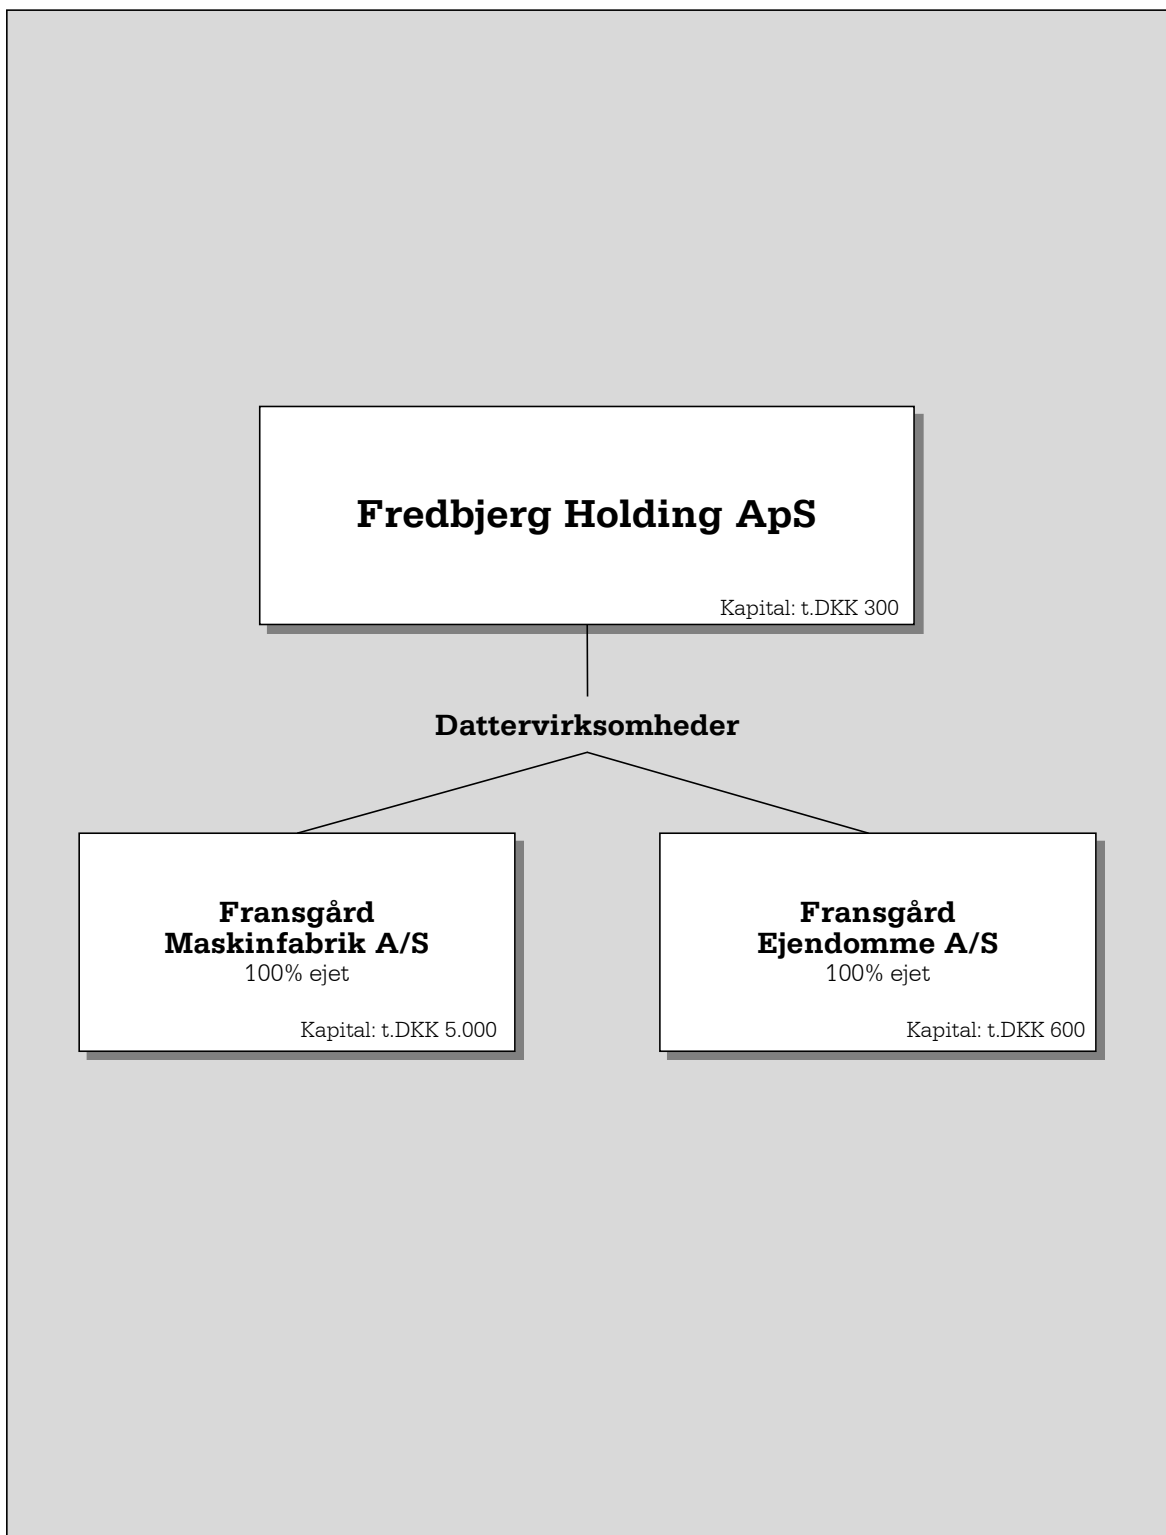 Fredbjerg Holding ApS
Kapital: t.DKK 300
Dattervirksomheder
Fransgård
Maskinfabrik A/S
100% ejet
Kapital: t.DKK 5.000
Fransgård
Ejendomme A/S
100% ejet
Kapital: t.DKK 600